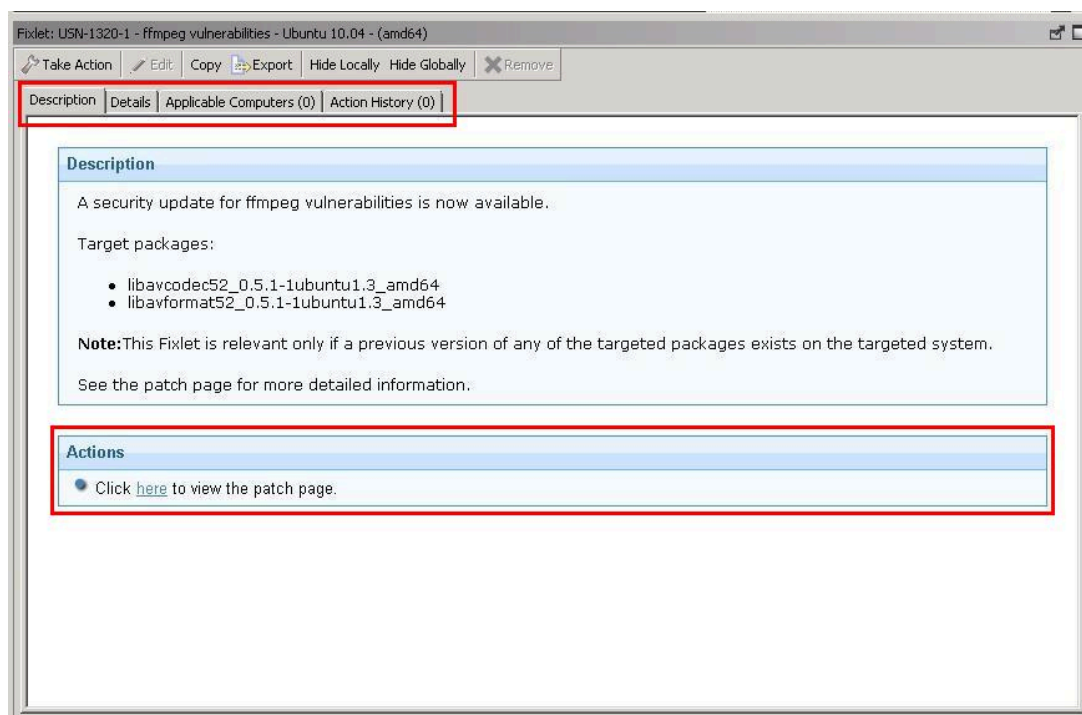 Fixlet: USN-1320-1 - ffmpeg vulnerabilities - Ubuntu 10.04 - (amd64)
Take Action Edit Copy Export Hide Locally Hide Globally Remove
Description Details Applicable Computers (0) Action History (0)
Description
A security update for ffmpeg vulnerabilities is now available.
Target packages:
• libavcodec52_0.5.1-1ubuntu1.3_amd64
• libavformat52_0.5.1-1ubuntu1.3_amd64
Note:This Fixlet is relevant only if a previous version of any of the targeted packages exists on the targeted system.
See the patch page for more detailed information.
Actions
Click here to view the patch page.